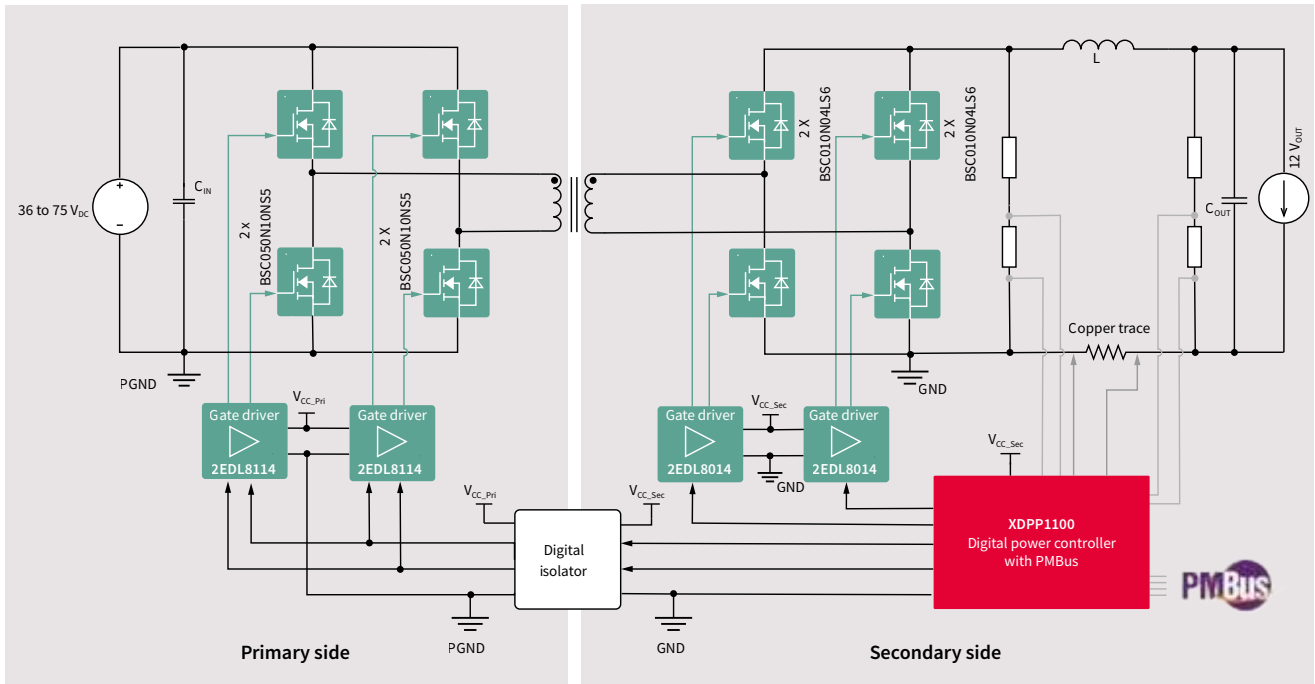 36 to 75 V_DC
+
−
C_IN
2 x
BSC050N10NS5
2 X
BSC050N10NS5
2 X
BSC010N04LS6
2 X
BSC010N04LS6
L
C_OUT
12 V_OUT
Copper trace
PGND
GND
V_CC_Pri
Gate driver
2EDL8114
Gate driver
2EDL8114
V_CC_Sec
Gate driver
2EDL8014
Gate driver
2EDL8014
GND
V_CC_Sec
V_CC_Pri
V_CC_Sec
Digital
isolator
XDPP1100
Digital power controller
with PMBus
PMBus
PGND
GND
Primary side
Secondary side